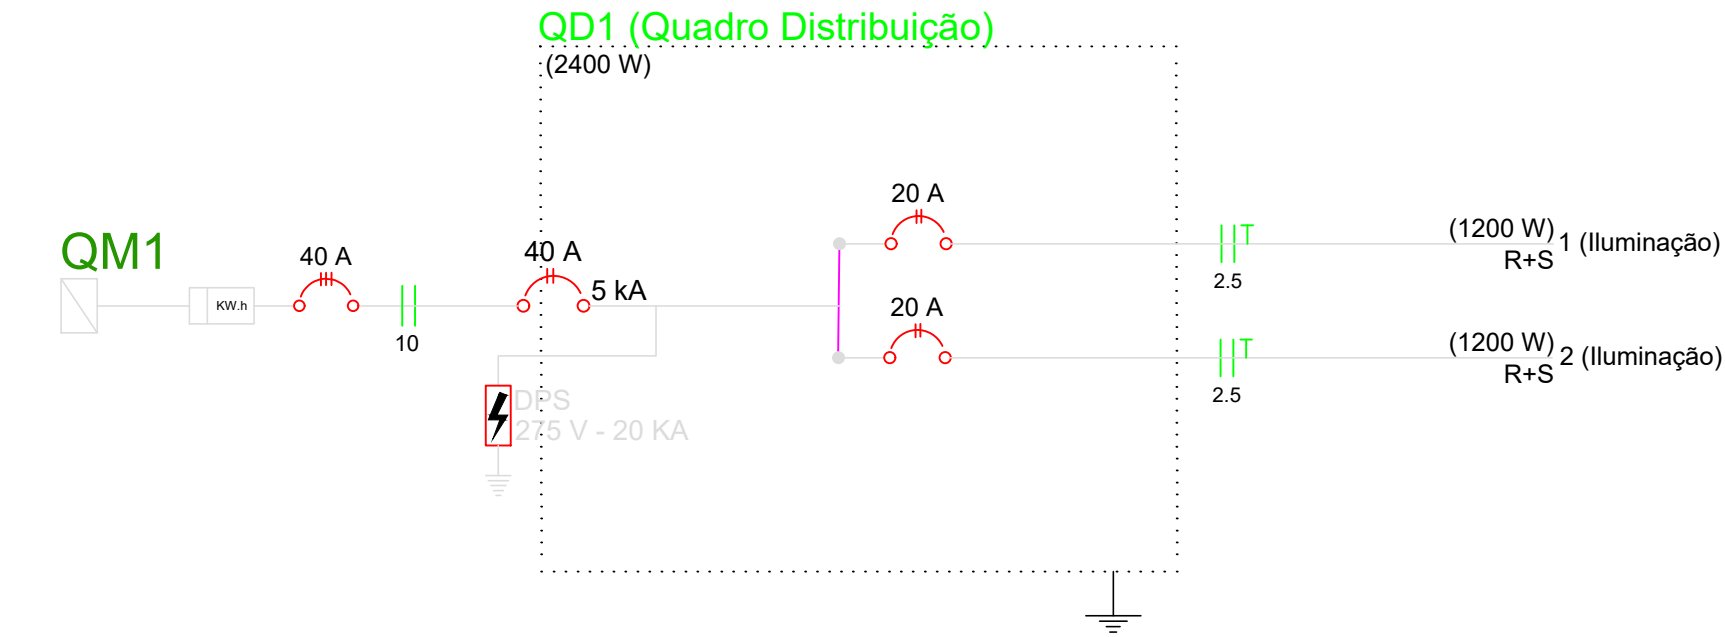 QD1 (Quadro Distribuição)
(2400 W)
QM1
KW.h
40 A
10
40 A
5 kA
DPS
275 V - 20 KA
20 A
20 A
T
2.5
(1200 W)
R+S
1 (Iluminação)
T
2.5
(1200 W)
R+S
2 (Iluminação)